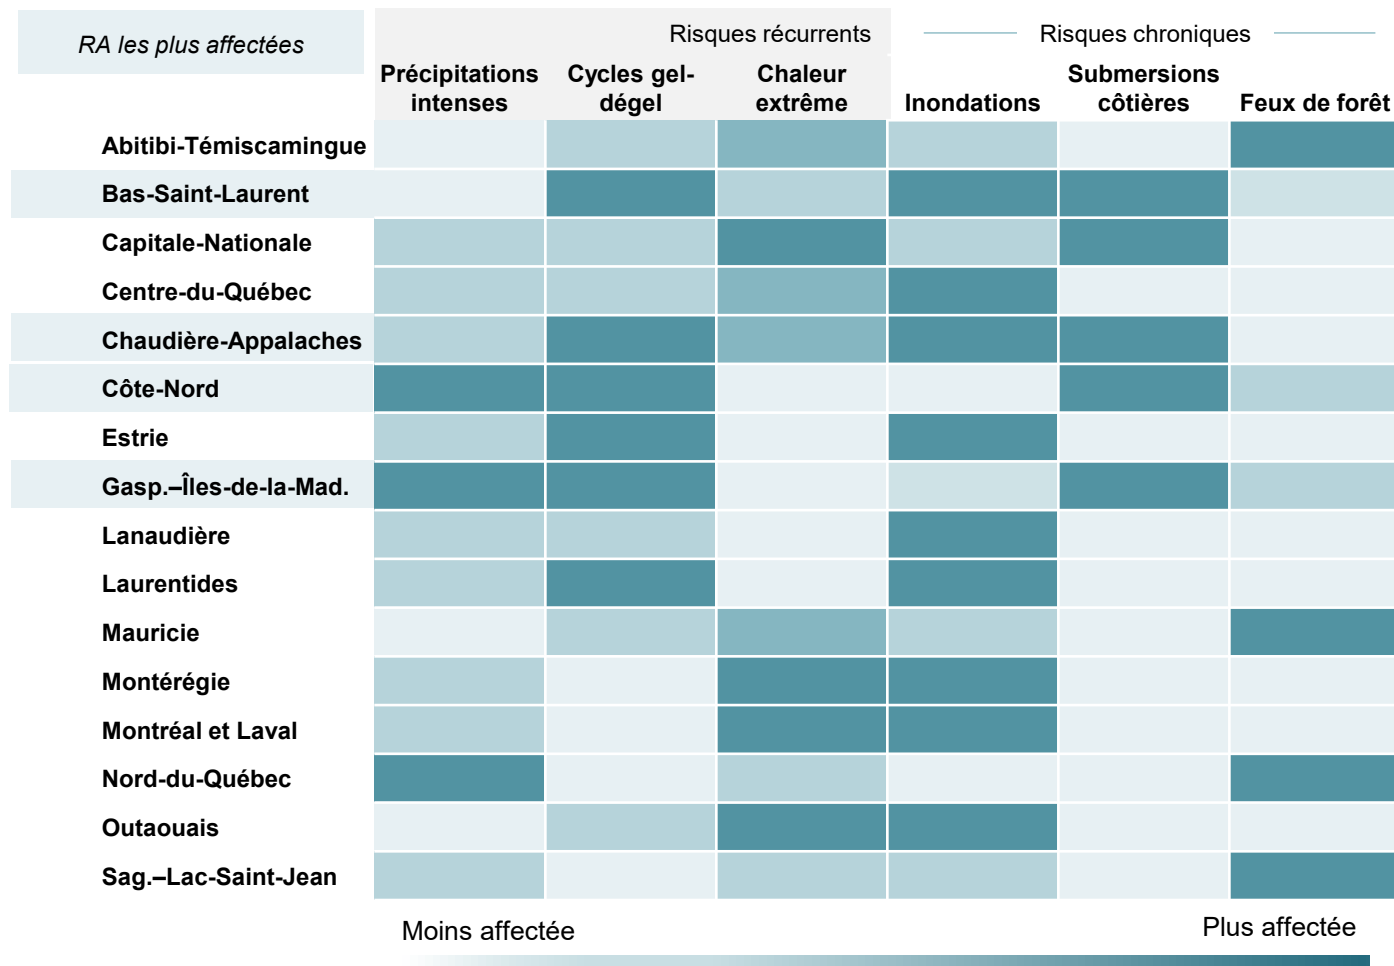 RA les plus affectées
Risques récurrents
Risques chroniques
Précipitations
intenses
Cycles gel-
dégel
Chaleur
extrême
Inondations
Submersions
côtières
Feux de forêt
Abitibi-Témiscamingue
Bas-Saint-Laurent
Capitale-Nationale
Centre-du-Québec
Chaudière-Appalaches
Côte-Nord
Estrie
Gasp.–Îles-de-la-Mad.
Lanaudière
Laurentides
Mauricie
Montérégie
Montréal et Laval
Nord-du-Québec
Outaouais
Sag.–Lac-Saint-Jean
Moins affectée
Plus affectée